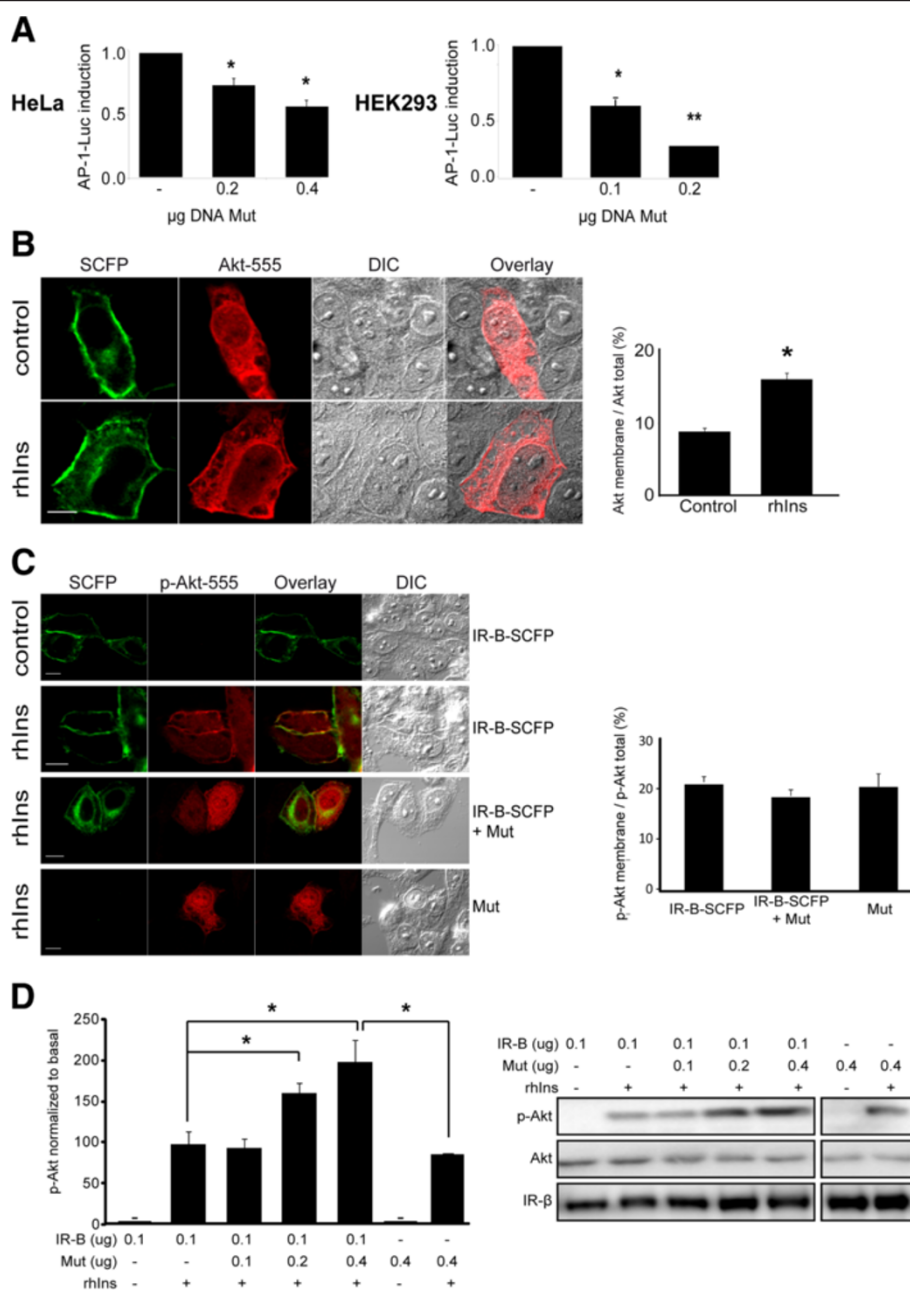 A
HeLa
AP-1-Luc induction
1.0
0.5
0.0
*
*
- 0.2 0.4
µg DNA Mut
HEK293
AP-1-Luc induction
1.0
0.5
0.0
*
**
- 0.1 0.2
µg DNA Mut
B
SCFP Akt-555 DIC Overlay
control
rhIns
Akt membrane / Akt total (%)
20
10
0
*
Control rhIns
C
SCFP p-Akt-555 Overlay DIC
control
IR-B-SCFP
rhIns
IR-B-SCFP
rhIns
IR-B-SCFP
+ Mut
rhIns
Mut
p-Akt membrane / p-Akt total (%)
30
20
10
0
IR-B-SCFP IR-B-SCFP Mut
+ Mut
D
p-Akt normalized to basal
250
200
150
100
50
0
* *
*
IR-B (ug) 0.1 0.1 0.1 0.1 0.1 - -
Mut (ug) - - 0.1 0.2 0.4 0.4 0.4
rhIns - + + + + - +
IR-B (ug) 0.1 0.1 0.1 0.1 0.1 - -
Mut (ug) 0.1 0.2 0.4 0.4 0.4
rhIns - + + + + - +
p-Akt
Akt
IR-β